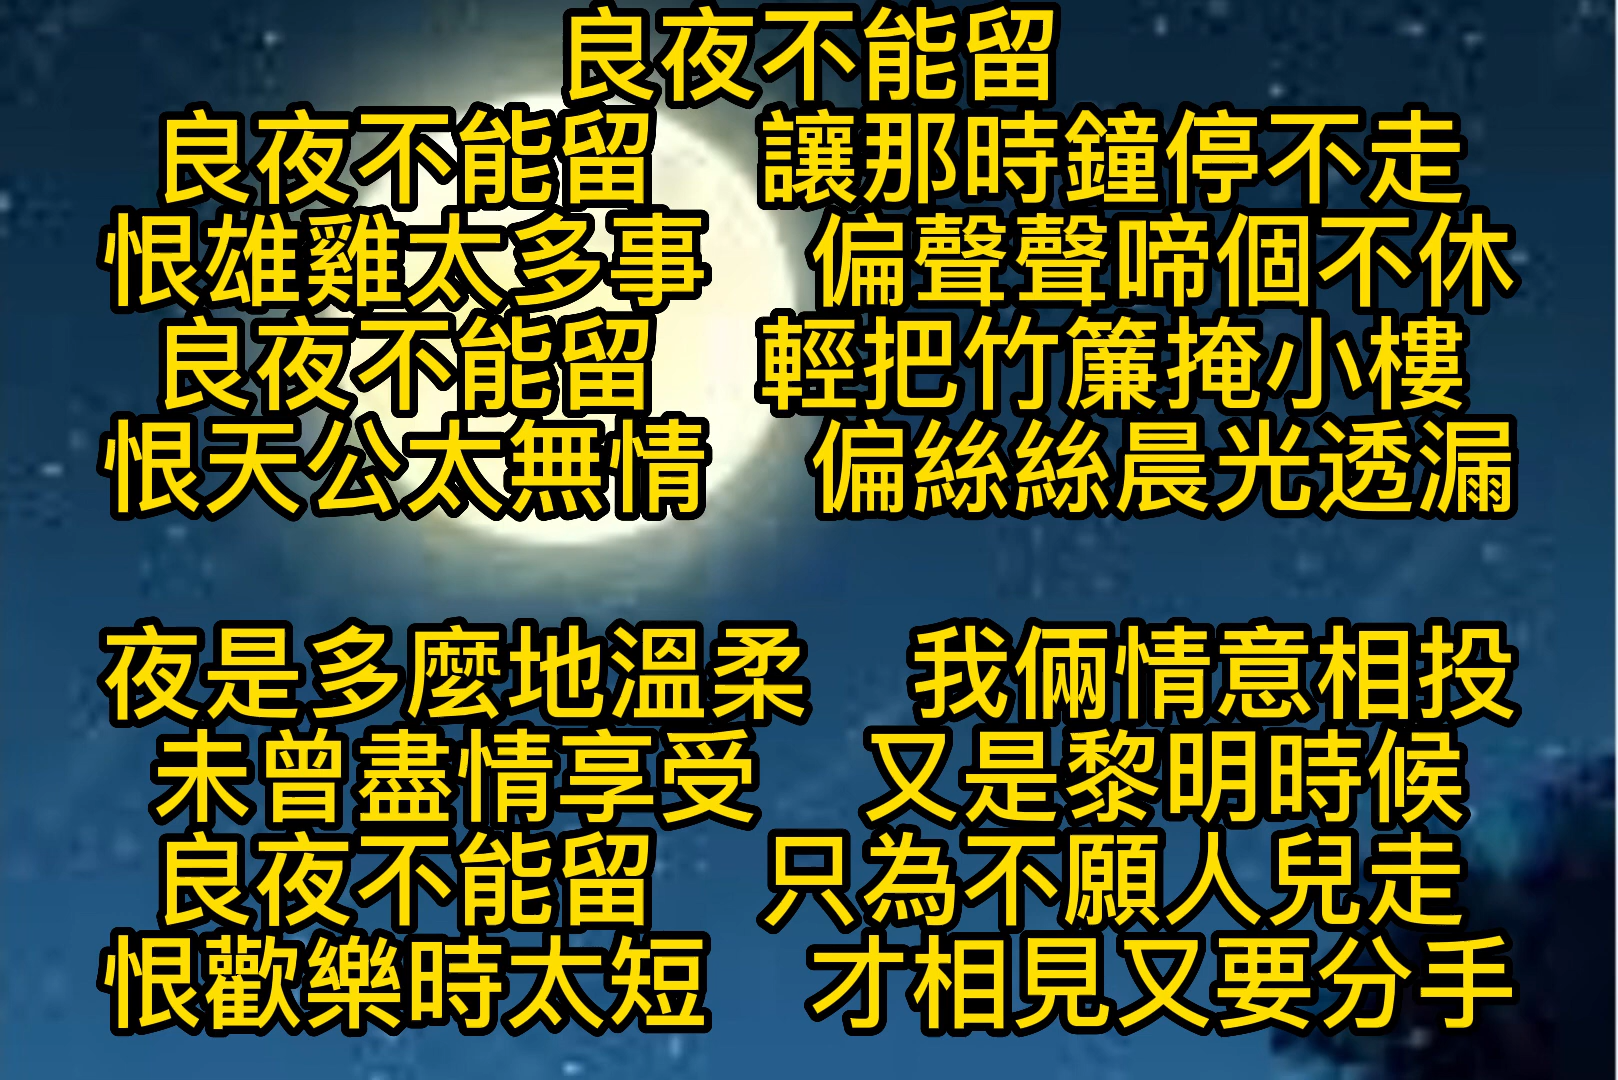 良夜不能留
良夜不能留　讓那時鐘停不走
恨雄雞太多事　偏聲聲啼個不休
良夜不能留　輕把竹簾掩小樓
恨天公太無情　偏絲絲晨光透漏
夜是多麼地溫柔　我倆情意相投
未曾盡情享受　又是黎明時候
良夜不能留　只為不願人兒走
恨歡樂時太短　才相見又要分手